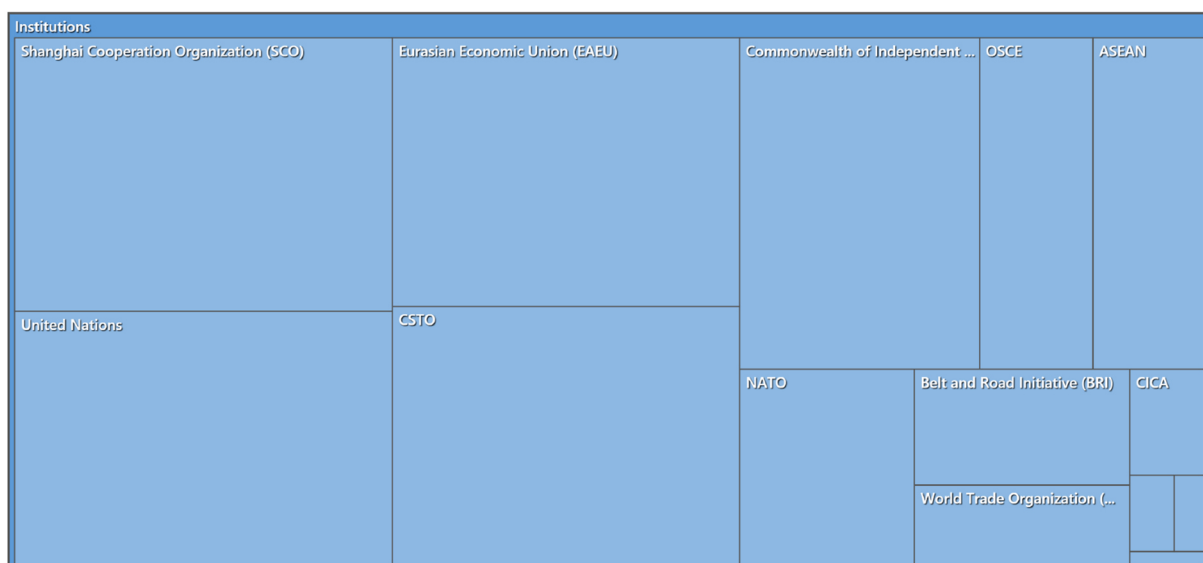 Institutions
Shanghai Cooperation Organization (SCO)
Eurasian Economic Union (EAEU)
Commonwealth of Independent ...
OSCE
ASEAN
United Nations
CSTO
NATO
Belt and Road Initiative (BRI)
CICA
World Trade Organization (...